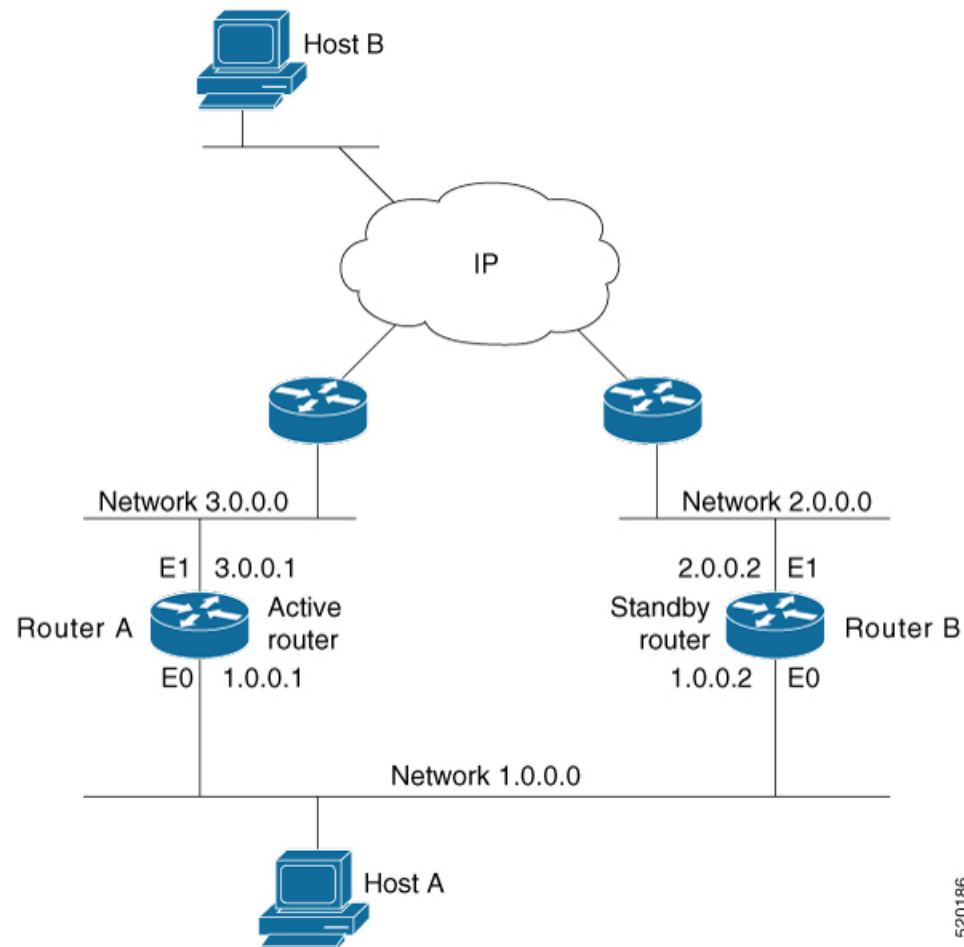 Host B
IP
Network 3.0.0.0
Network 2.0.0.0
E1 3.0.0.1
2.0.0.2 E1
Router A
Active
router
Standby
router
Router B
E0 1.0.0.1
1.0.0.2 E0
Network 1.0.0.0
Host A
520186